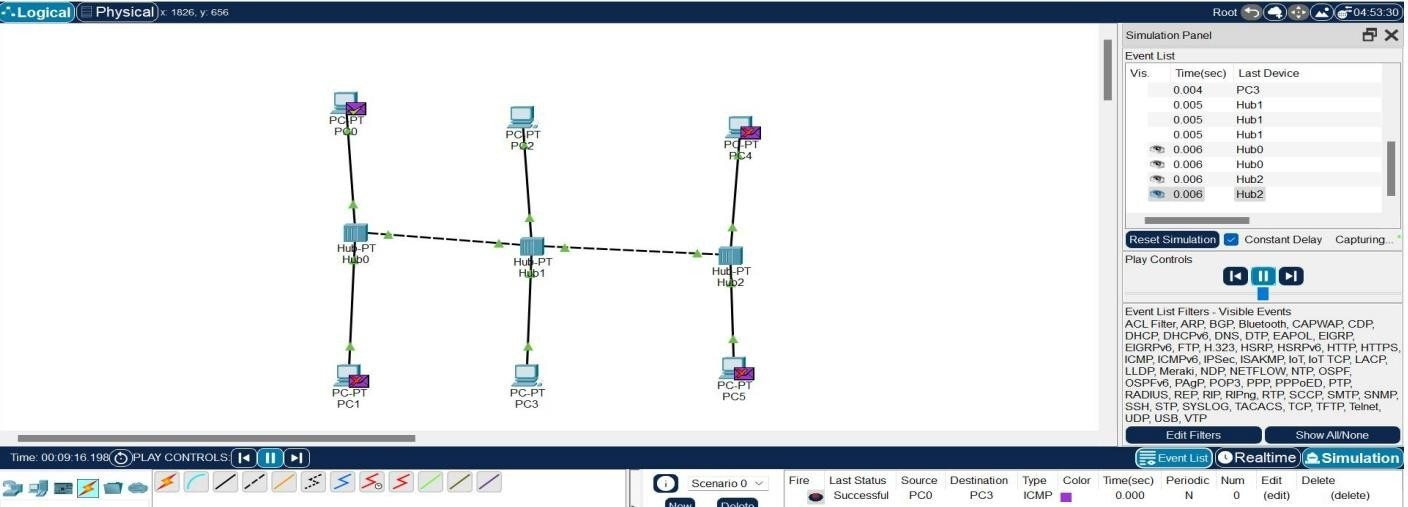 Logical Physical x: 1826, y: 656 Root 04:53:30
PC-PT
PC0
PC-PT
PC2
PC-PT
PC4
Hub-PT
Hub0
Hub-PT
Hub1
Hub-PT
Hub2
PC-PT
PC1
PC-PT
PC3
PC-PT
PC5
Simulation Panel
Event List
Vis. Time(sec) Last Device
0.004 PC3
0.005 Hub1
0.005 Hub1
0.005 Hub1
0.006 Hub0
0.006 Hub0
0.006 Hub2
0.006 Hub2
Reset Simulation Constant Delay Capturing...
Play Controls
Event List Filters - Visible Events
ACL Filter, ARP, BGP, Bluetooth, CAPWAP, CDP,
DHCP, DHCPv6, DNS, DTP, EAPOL, EIGRP,
EIGRPv6, FTP, H.323, HSRP, HSRPv6, HTTP, HTTPS,
ICMP, ICMPv6, IPSec, ISAKMP, IoT, IoT TCP, LACP,
LLDP, Meraki, NDP, NETFLOW, NTP, OSPF,
OSPFv6, PAgP, POP3, PPP, PPPoED, PTP,
RADIUS, REP, RIP, RIPng, RTP, SCCP, SMTP, SNMP,
SSH, STP, SYSLOG, TACACS, TCP, TFTP, Telnet,
UDP, USB, VTP
Edit Filters Show All/None
Time: 00:09:16.198 PLAY CONTROLS: Event List Realtime Simulation
Scenario 0
New Delete
Fire Last Status Source Destination Type Color Time(sec) Periodic Num Edit Delete
Successful PC0 PC3 ICMP 0.000 N 0 (edit) (delete)